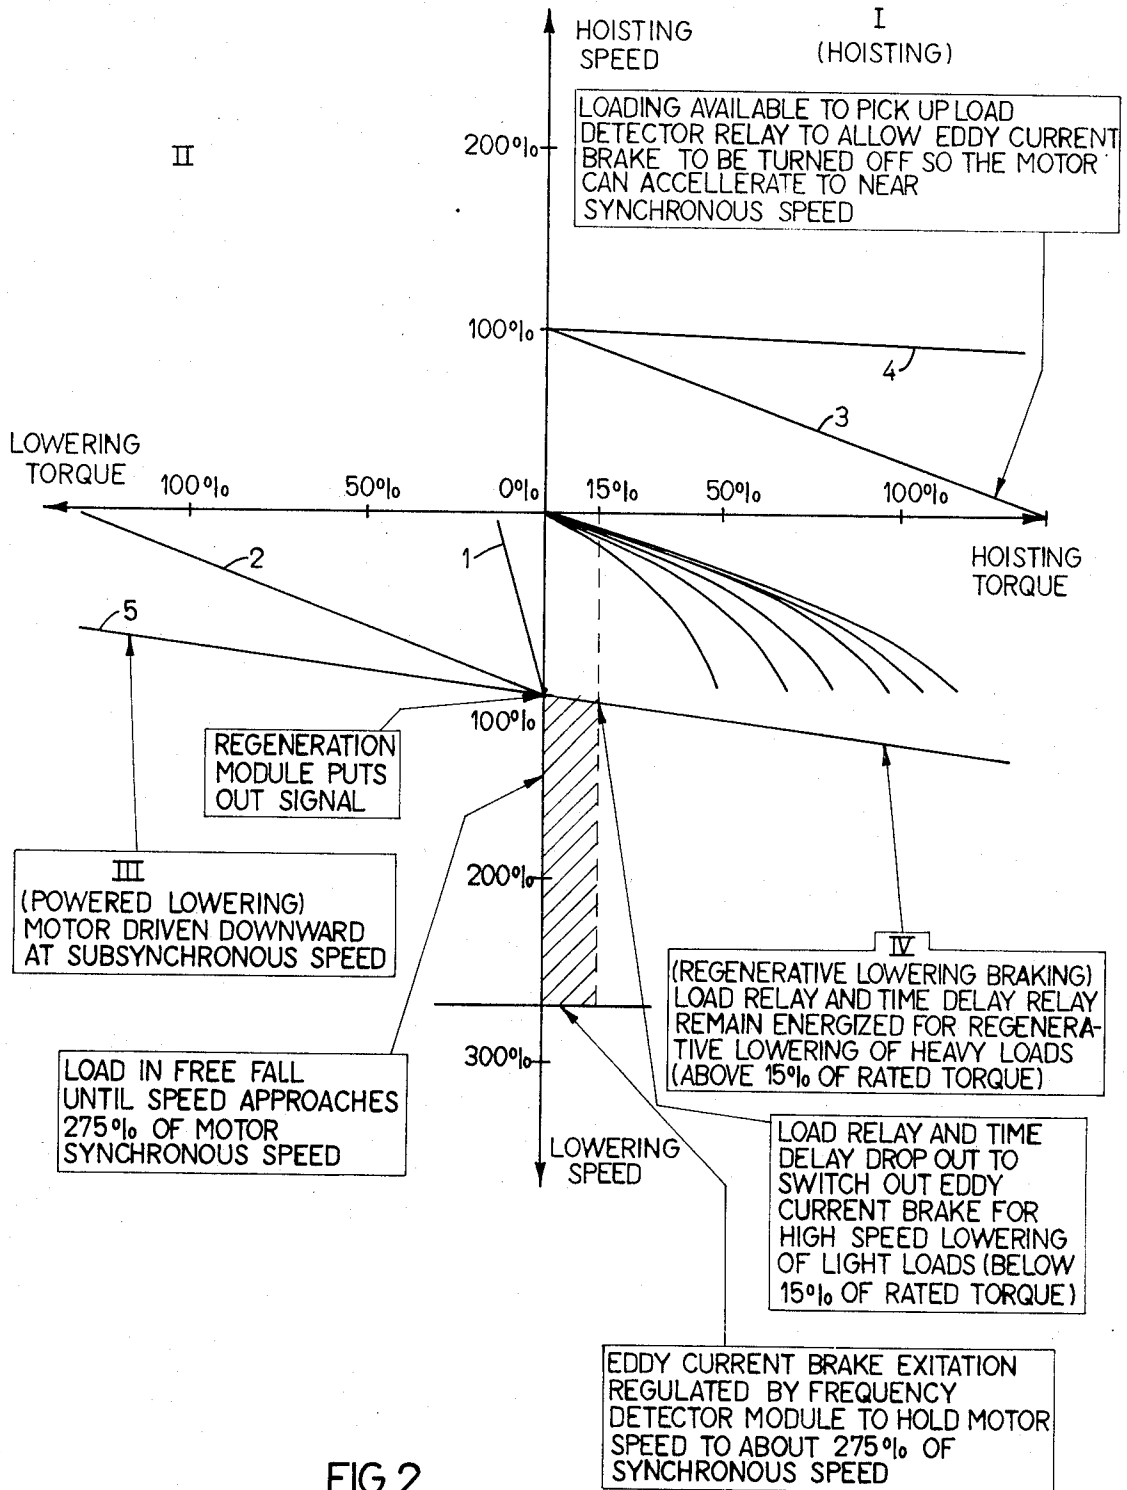 HOISTING
SPEED
I
(HOISTING)
LOADING AVAILABLE TO PICK UP LOAD
DETECTOR RELAY TO ALLOW EDDY CURRENT
BRAKE TO BE TURNED OFF SO THE MOTOR
CAN ACCELLERATE TO NEAR
SYNCHRONOUS SPEED
II
200%
100%
4
3
LOWERING
TORQUE
100%
50%
0%
15%
50%
100%
HOISTING
TORQUE
2
1
5
100%
REGENERATION
MODULE PUTS
OUT SIGNAL
III
(POWERED LOWERING)
MOTOR DRIVEN DOWNWARD
AT SUBSYNCHRONOUS SPEED
200%
IV
(REGENERATIVE LOWERING BRAKING)
LOAD RELAY AND TIME DELAY RELAY
REMAIN ENERGIZED FOR REGENERA-
TIVE LOWERING OF HEAVY LOADS
(ABOVE 15% OF RATED TORQUE)
300%
LOAD IN FREE FALL
UNTIL SPEED APPROACHES
275% OF MOTOR
SYNCHRONOUS SPEED
LOWERING
SPEED
LOAD RELAY AND TIME
DELAY DROP OUT TO
SWITCH OUT EDDY
CURRENT BRAKE FOR
HIGH SPEED LOWERING
OF LIGHT LOADS (BELOW
15% OF RATED TORQUE)
EDDY CURRENT BRAKE EXITATION
REGULATED BY FREQUENCY
DETECTOR MODULE TO HOLD MOTOR
SPEED TO ABOUT 275% OF
SYNCHRONOUS SPEED
FIG.2